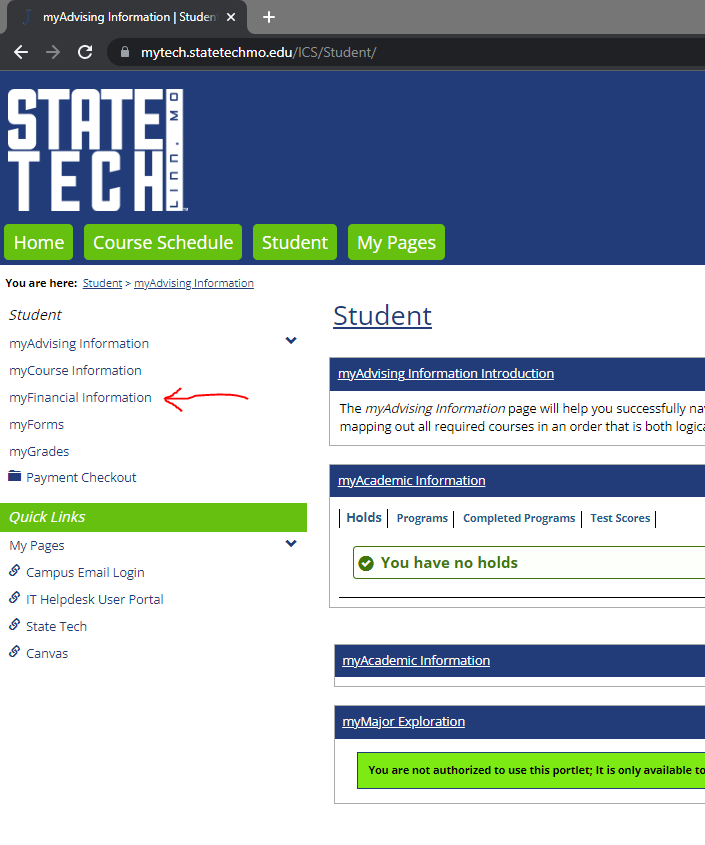 myAdvising Information | Studen
mytech.statetechmo.edu/ICS/Student/
STATE
TECH
LINN, MO
TM
Home
Course Schedule
Student
My Pages
You are here: Student > myAdvising Information
Student
myAdvising Information
myCourse Information
myFinancial Information
myForms
myGrades
Payment Checkout
Quick Links
My Pages
Campus Email Login
IT Helpdesk User Portal
State Tech
Canvas
Student
myAdvising Information Introduction
The myAdvising Information page will help you successfully na
mapping out all required courses in an order that is both logica
myAcademic Information
Holds | Programs | Completed Programs | Test Scores |
You have no holds
myAcademic Information
myMajor Exploration
You are not authorized to use this portlet; It is only available to